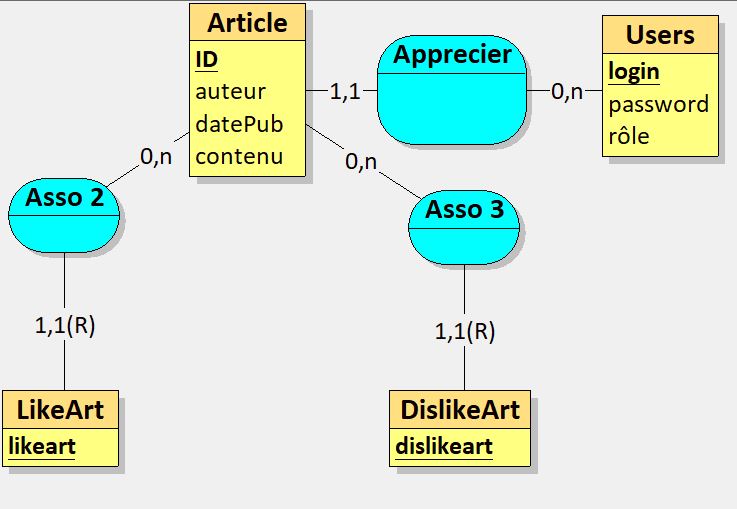 Article
ID
auteur
datePub
contenu
1,1
Apprecier
0,n
Users
login
password
rôle
0,n
0,n
Asso 2
Asso 3
1,1(R)
1,1(R)
LikeArt
likeart
DislikeArt
dislikeart